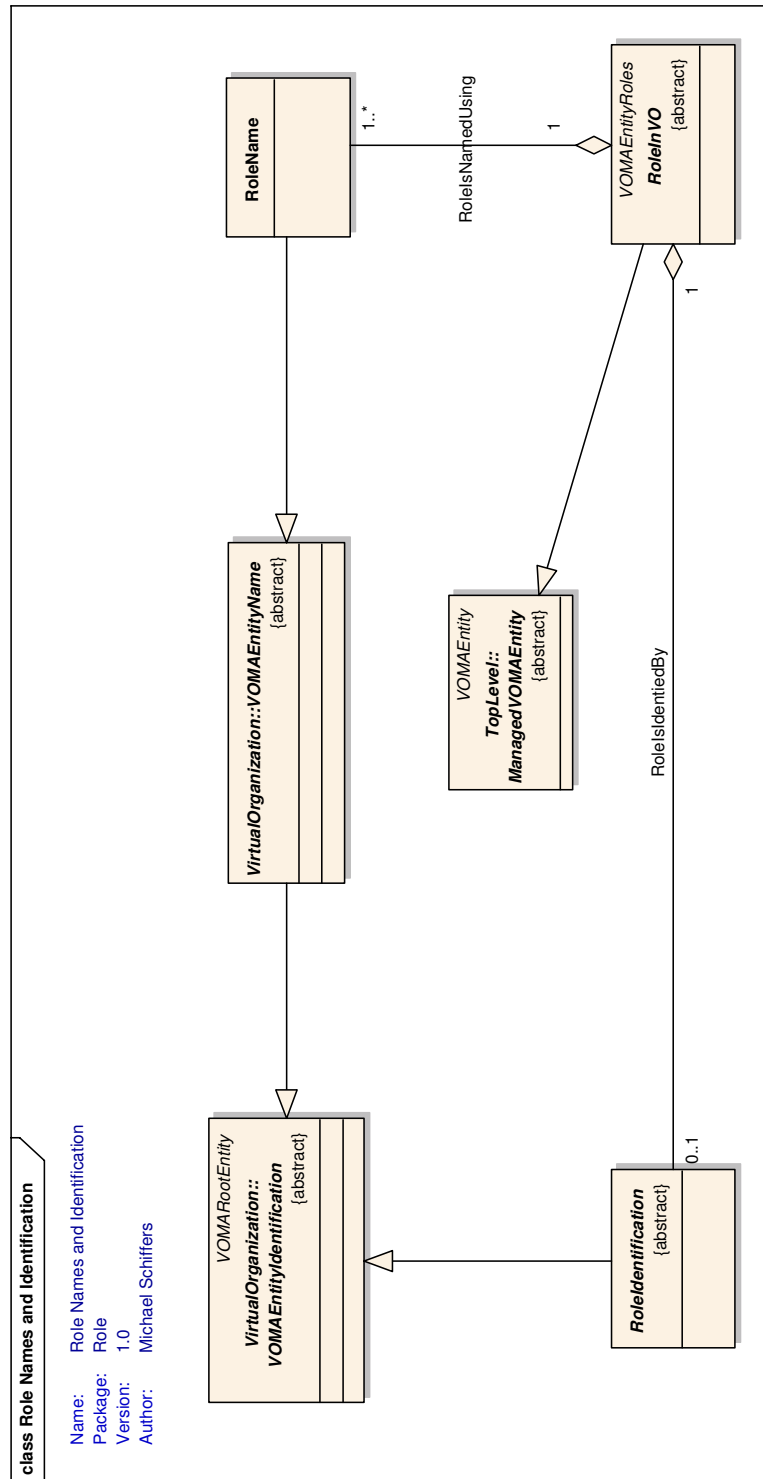 class Role Names and Identification
Name: Role Names and Identification
Package: Role
Version: 1.0
Author: Michael Schiffers
VOMARootEntity
VirtualOrganization::
VOMAEntityIdentification
{abstract}
VirtualOrganization::VOMAEntityName
{abstract}
RoleName
1..*
RoleIsNamedUsing
1
VOMAEntity
TopLevel::
ManagedVOMAEntity
{abstract}
RoleIdentification
{abstract}
0..1
RoleIsIdentiedBy
1
VOMAEntityRoles
RoleInVO
{abstract}